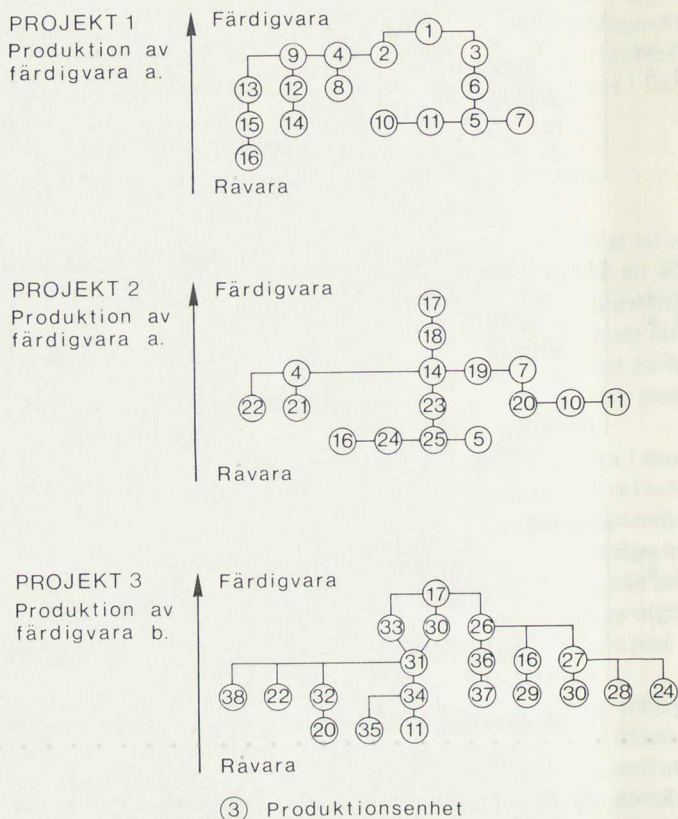 PROJEKT 1
Produktion av
färdigvara a.
Färdigvara
1
9 4 2 3
13 12 8 6
15 14 10 11 5 7
16
Råvara
PROJEKT 2
Produktion av
färdigvara a.
Färdigvara
17
18
4 14 19 7
22 21 23 20 10 11
16 24 25 5
Råvara
PROJEKT 3
Produktion av
färdigvara b.
Färdigvara
17
33 30 26
31 36 16 27
38 22 32 34 37 29 30 28 24
20 35 11
Råvara
3 Produktionsenhet